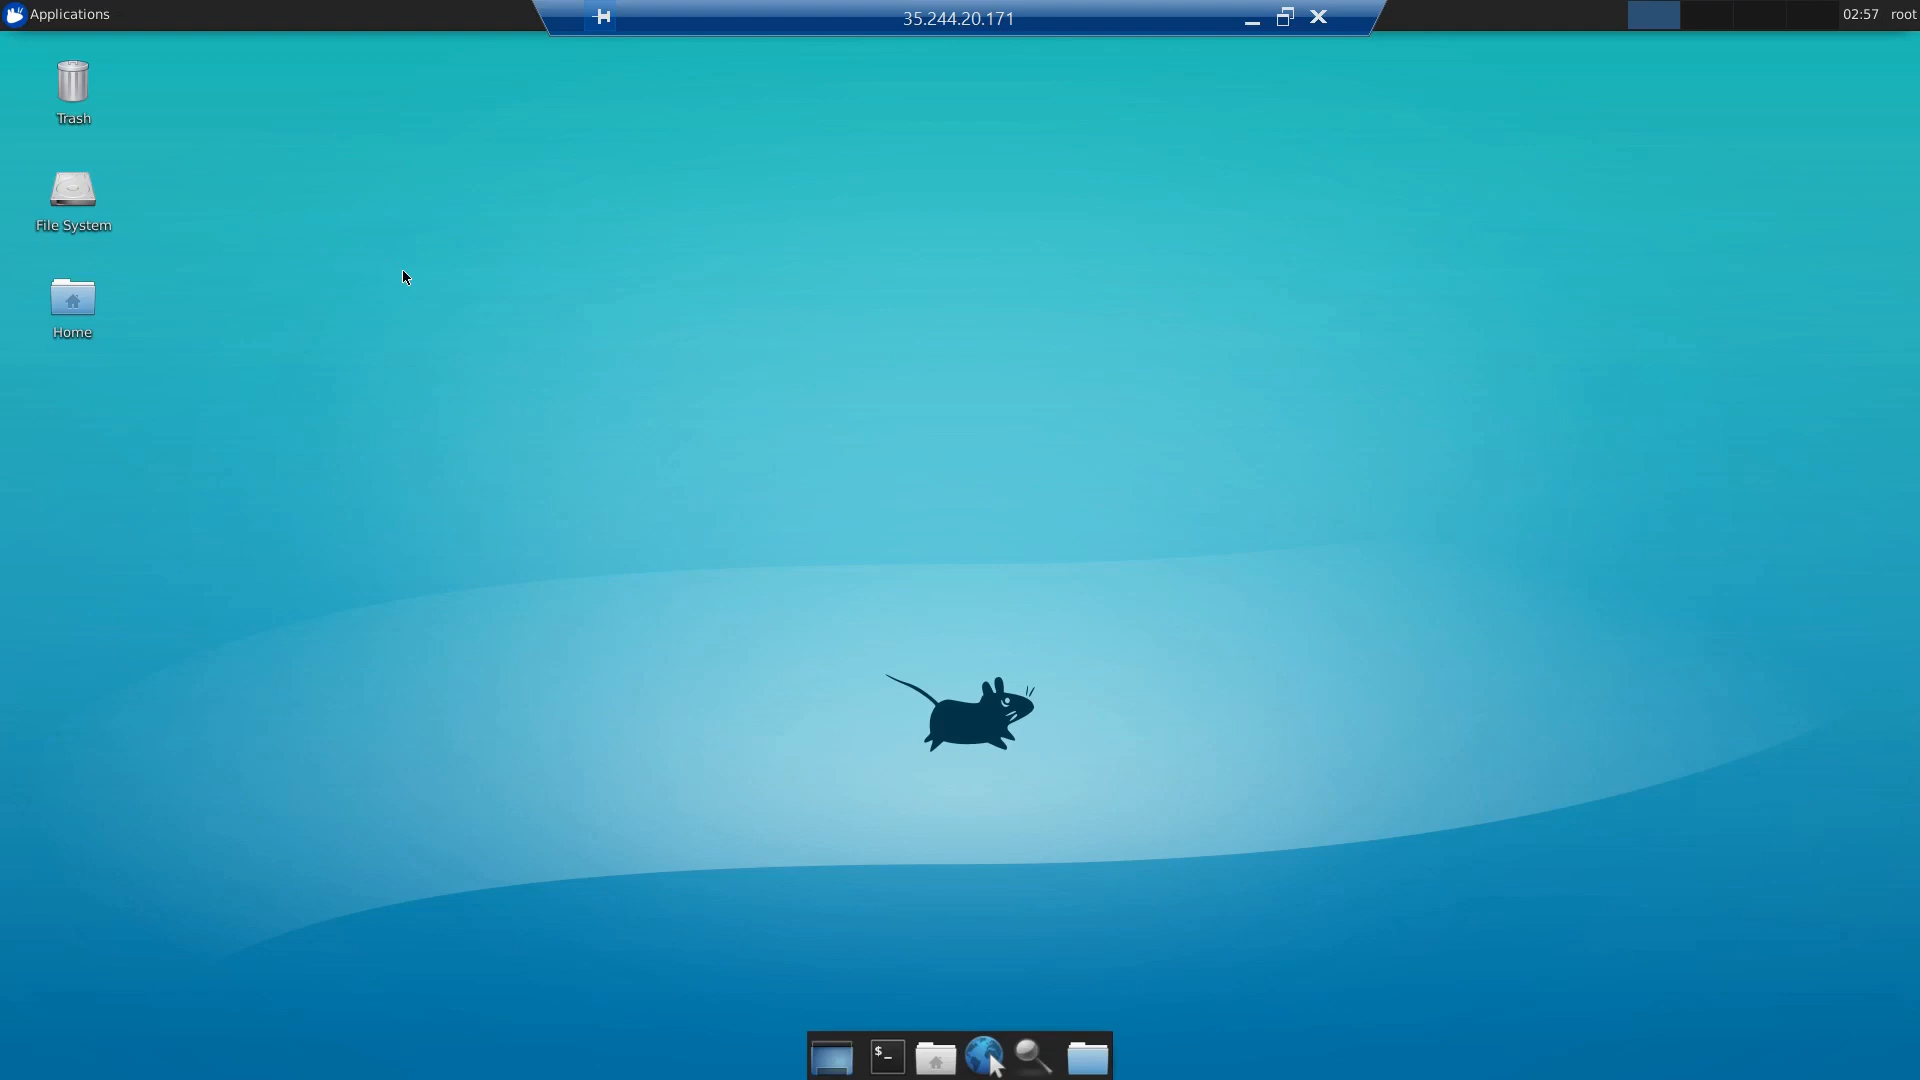 Applications
35.244.20.171
02:57 root
Trash
File System
Home
$_